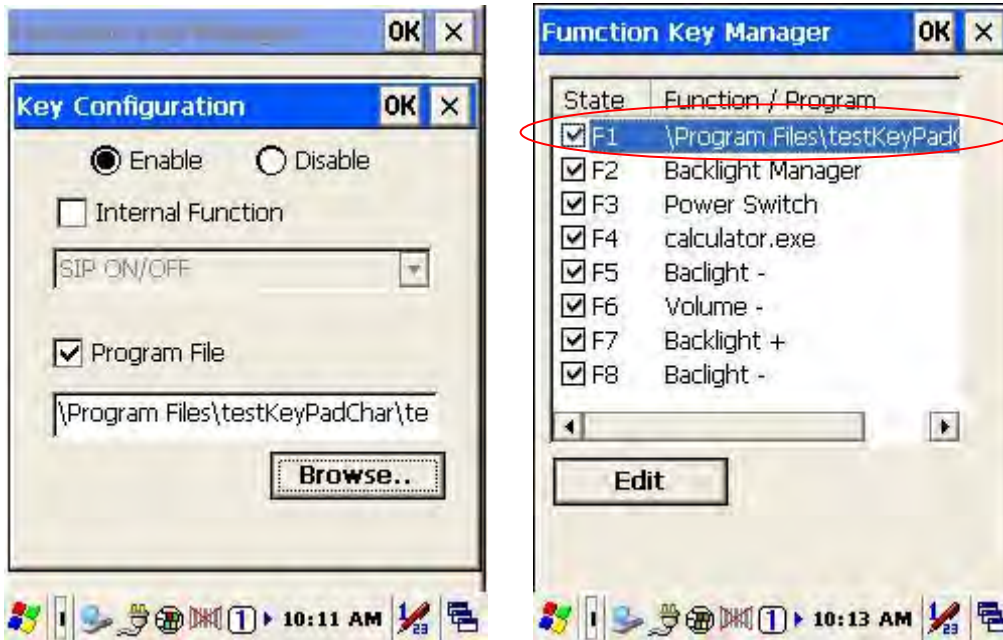 OK ×
Key Configuration OK ×
Enable Disable
Internal Function
SIP ON/OFF
Program File
\Program Files\testKeyPadChar\te
Browse..
10:11 AM
Fumction Key Manager OK ×
State Function / Program
F1 \Program Files\testKeyPadC
F2 Backlight Manager
F3 Power Switch
F4 calculator.exe
F5 Baclight -
F6 Volume -
F7 Backlight +
F8 Baclight -
Edit
1 10:13 AM